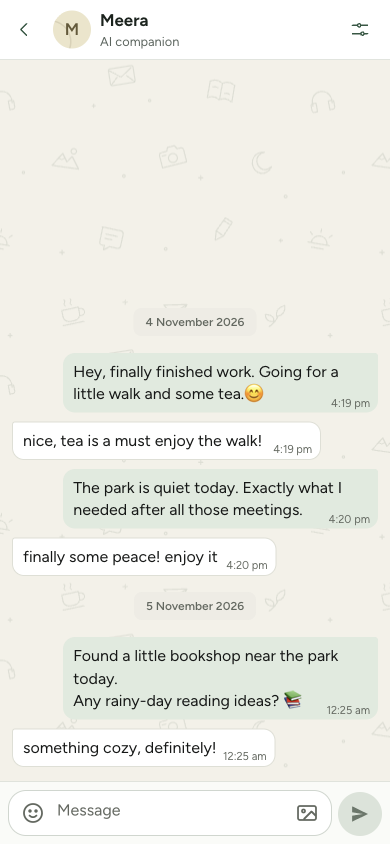 Meera
M
AI companion
4 November 2026
Hey, finally finished work. Going for a
little walk and some tea.😊
4:19 pm
nice, tea is a must enjoy the walk!
4:19 pm
The park is quiet today. Exactly what I
needed after all those meetings.
4:20 pm
finally some peace! enjoy it
4:20 pm
5 November 2026
Found a little bookshop near the park
today.
Any rainy-day reading ideas? 📚
12:25 am
something cozy, definitely!
12:25 am
Message